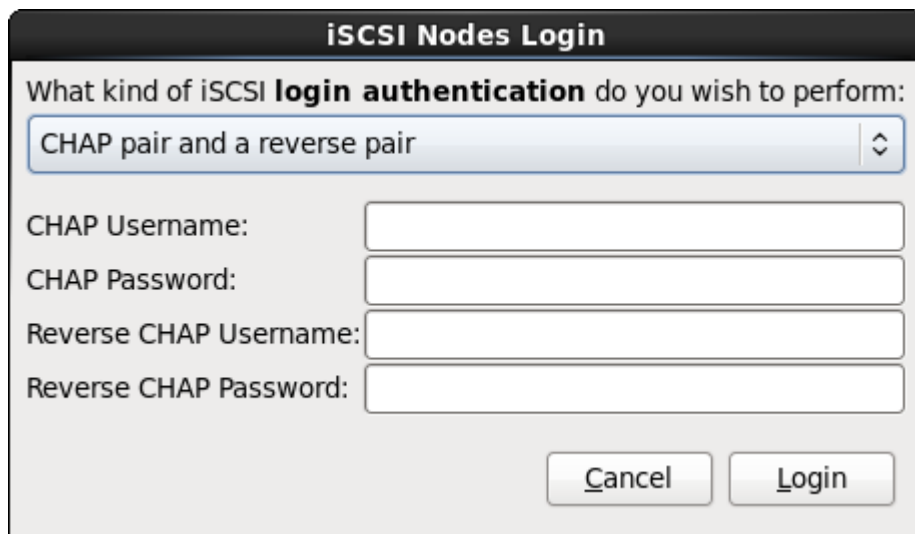 iSCSI Nodes Login
What kind of iSCSI login authentication do you wish to perform:
CHAP pair and a reverse pair
CHAP Username:
CHAP Password:
Reverse CHAP Username:
Reverse CHAP Password:
Cancel Login